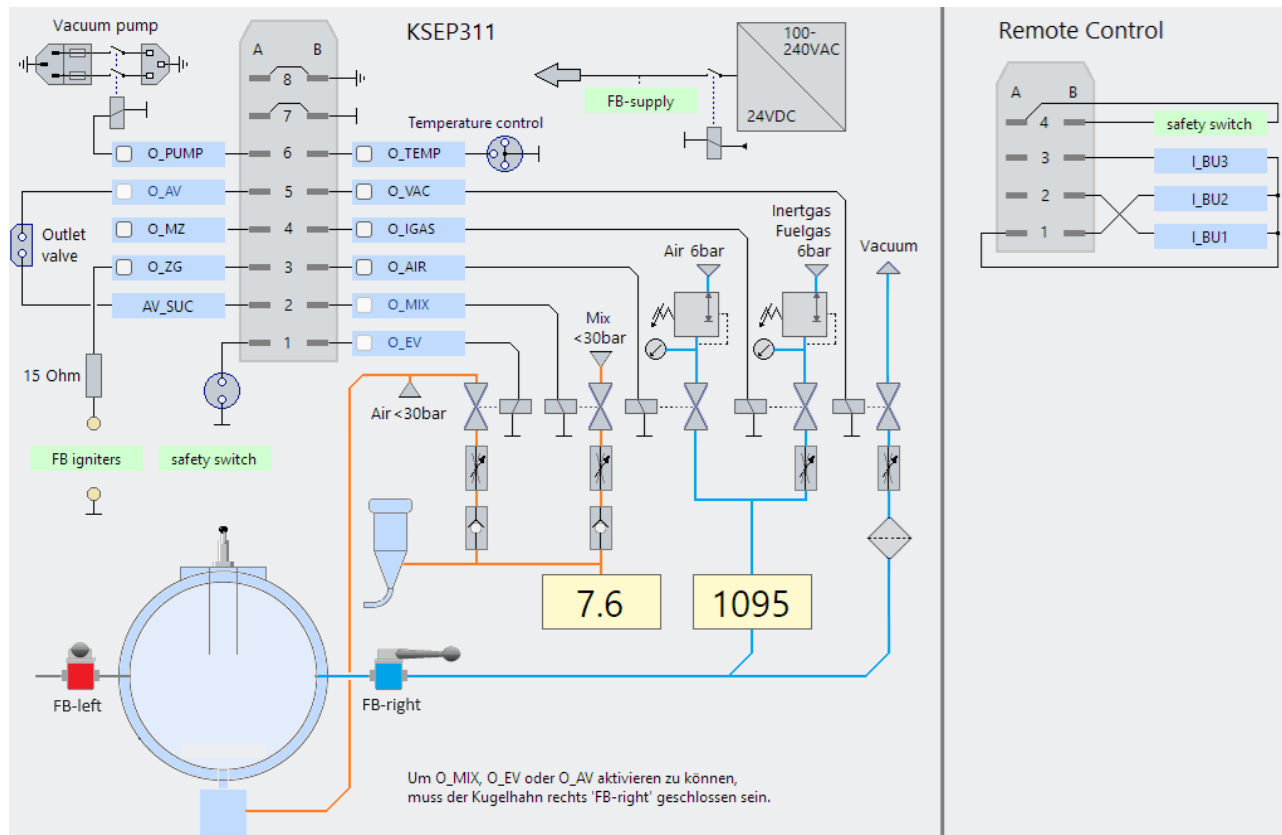 Vacuum pump
KSEP311
A B
8
7
6
5
4
3
2
1
O_PUMP
O_AV
O_MZ
O_ZG
AV_SUC
O_TEMP
O_VAC
O_IGAS
O_AIR
O_MIX
O_EV
Temperature control
FB-supply
100-
240VAC
24VDC
Outlet
valve
15 Ohm
FB igniters
safety switch
Air <30bar
Mix
<30bar
Air 6bar
Inertgas
Fuelgas
6bar
Vacuum
7.6
1095
FB-left
FB-right
Um O_MIX, O_EV oder O_AV aktivieren zu können,
muss der Kugelhahn rechts 'FB-right' geschlossen sein.
Remote Control
A B
4
3
2
1
safety switch
I_BU3
I_BU2
I_BU1